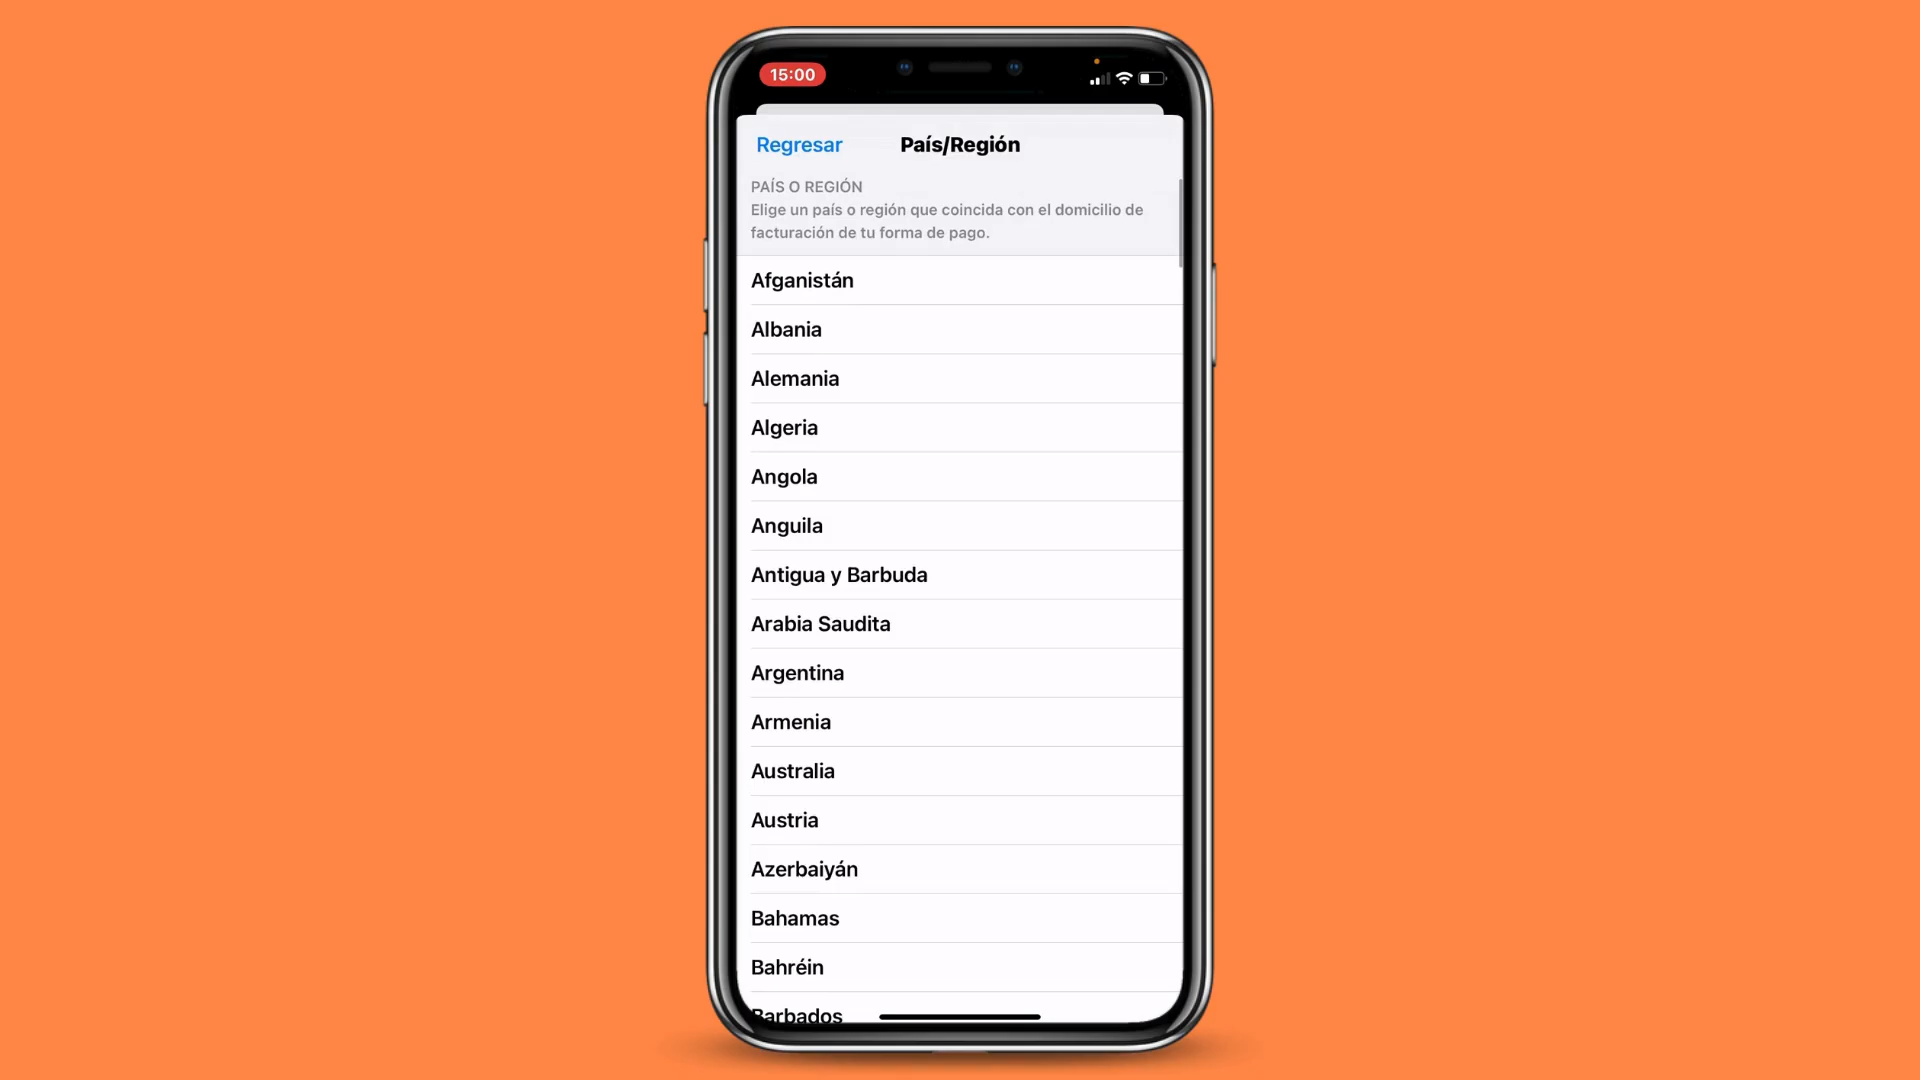 15:00
Regresar
País/Región
PAÍS O REGIÓN
Elige un país o región que coincida con el domicilio de
facturación de tu forma de pago.
Afganistán
Albania
Alemania
Algeria
Angola
Anguila
Antigua y Barbuda
Arabia Saudita
Argentina
Armenia
Australia
Austria
Azerbaiyán
Bahamas
Bahréin
Barbados